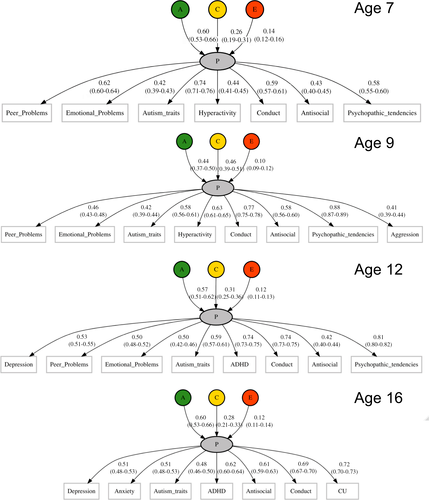 Age 7
A C E
0.60 0.26 0.14
(0.53-0.66) (0.19-0.31) (0.12-0.16)
P
0.62 0.42 0.74 0.44 0.59 0.43 0.58
(0.60-0.64) (0.39-0.43) (0.71-0.76) (0.41-0.45) (0.57-0.61) (0.40-0.45) (0.55-0.60)
Peer_Problems Emotional_Problems Autism_traits Hyperactivity Conduct Antisocial Psychopathic_tendencies
Age 9
A C E
0.44 0.46 0.10
(0.37-0.50) (0.39-0.51) (0.09-0.12)
P
0.46 0.42 0.58 0.63 0.77 0.58 0.88 0.41
(0.43-0.48) (0.39-0.44) (0.56-0.61) (0.61-0.65) (0.75-0.78) (0.56-0.60) (0.87-0.89) (0.39-0.44)
Peer_Problems Emotional_Problems Autism_traits Hyperactivity Conduct Antisocial Psychopathic_tendencies Aggression
Age 12
A C E
0.57 0.31 0.12
(0.51-0.62) (0.25-0.36) (0.11-0.13)
P
0.53 0.50 0.50 0.59 0.74 0.74 0.42 0.81
(0.51-0.55) (0.48-0.52) (0.42-0.46) (0.57-0.61) (0.73-0.75) (0.73-0.75) (0.40-0.44) (0.80-0.82)
Depression Peer_Problems Emotional_Problems Autism_traits ADHD Conduct Antisocial Psychopathic_tendencies
Age 16
A C E
0.60 0.28 0.12
(0.53-0.66) (0.21-0.33) (0.11-0.14)
P
0.51 0.51 0.48 0.62 0.61 0.69 0.72
(0.48-0.53) (0.48-0.53) (0.46-0.50) (0.60-0.64) (0.59-0.63) (0.67-0.70) (0.70-0.73)
Depression Anxiety Autism_traits ADHD Antisocial Conduct CU